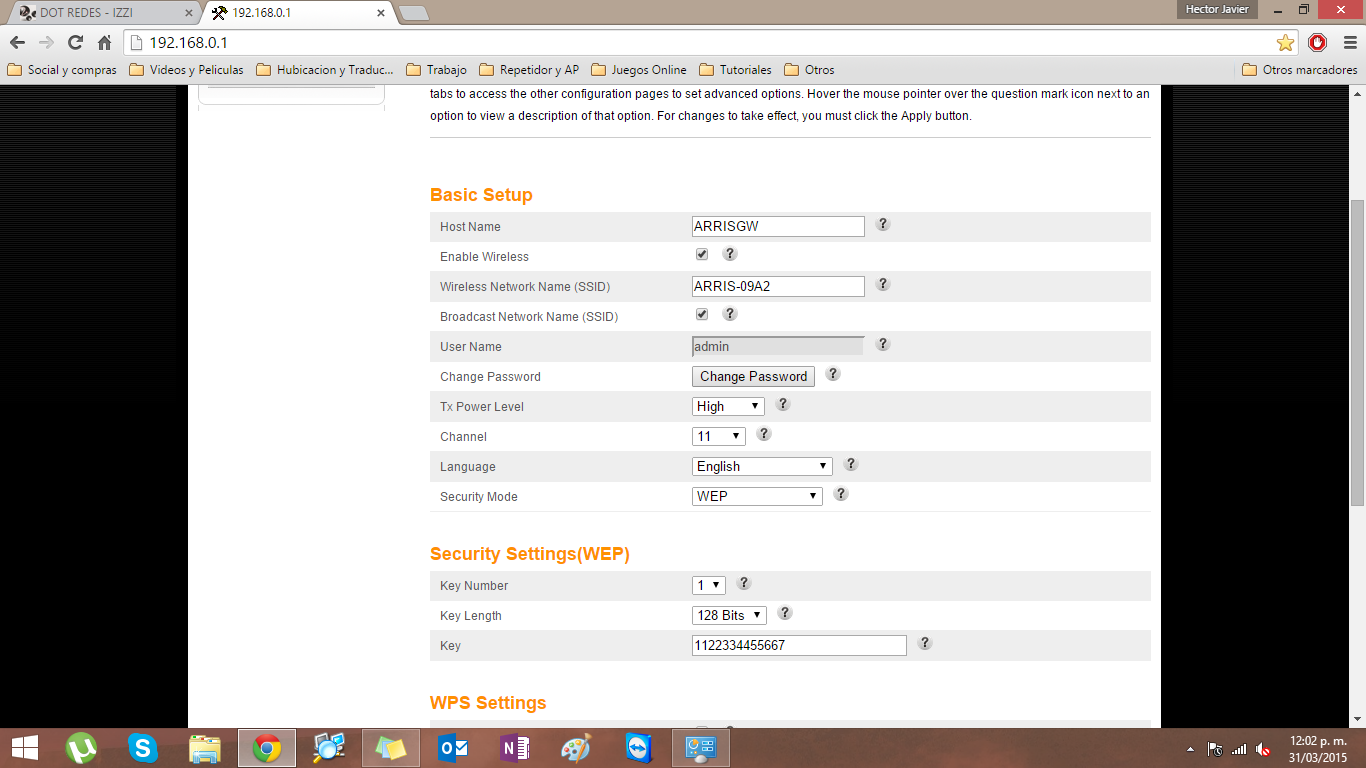 DOT REDES - IZZI
192.168.0.1
Hector Javier
192.168.0.1
Social y compras
Videos y Peliculas
Hubicacion y Traduc...
Trabajo
Repetidor y AP
Juegos Online
Tutoriales
Otros
Otros marcadores
tabs to access the other configuration pages to set advanced options. Hover the mouse pointer over the question mark icon next to an
option to view a description of that option. For changes to take effect, you must click the Apply button.
Basic Setup
Host Name ARRISGW ?
Enable Wireless ?
Wireless Network Name (SSID) ARRIS-09A2 ?
Broadcast Network Name (SSID) ?
User Name admin ?
Change Password Change Password ?
Tx Power Level High ?
Channel 11 ?
Language English ?
Security Mode WEP ?
Security Settings(WEP)
Key Number 1 ?
Key Length 128 Bits ?
Key 1122334455667 ?
WPS Settings
12:02 p. m.
31/03/2015